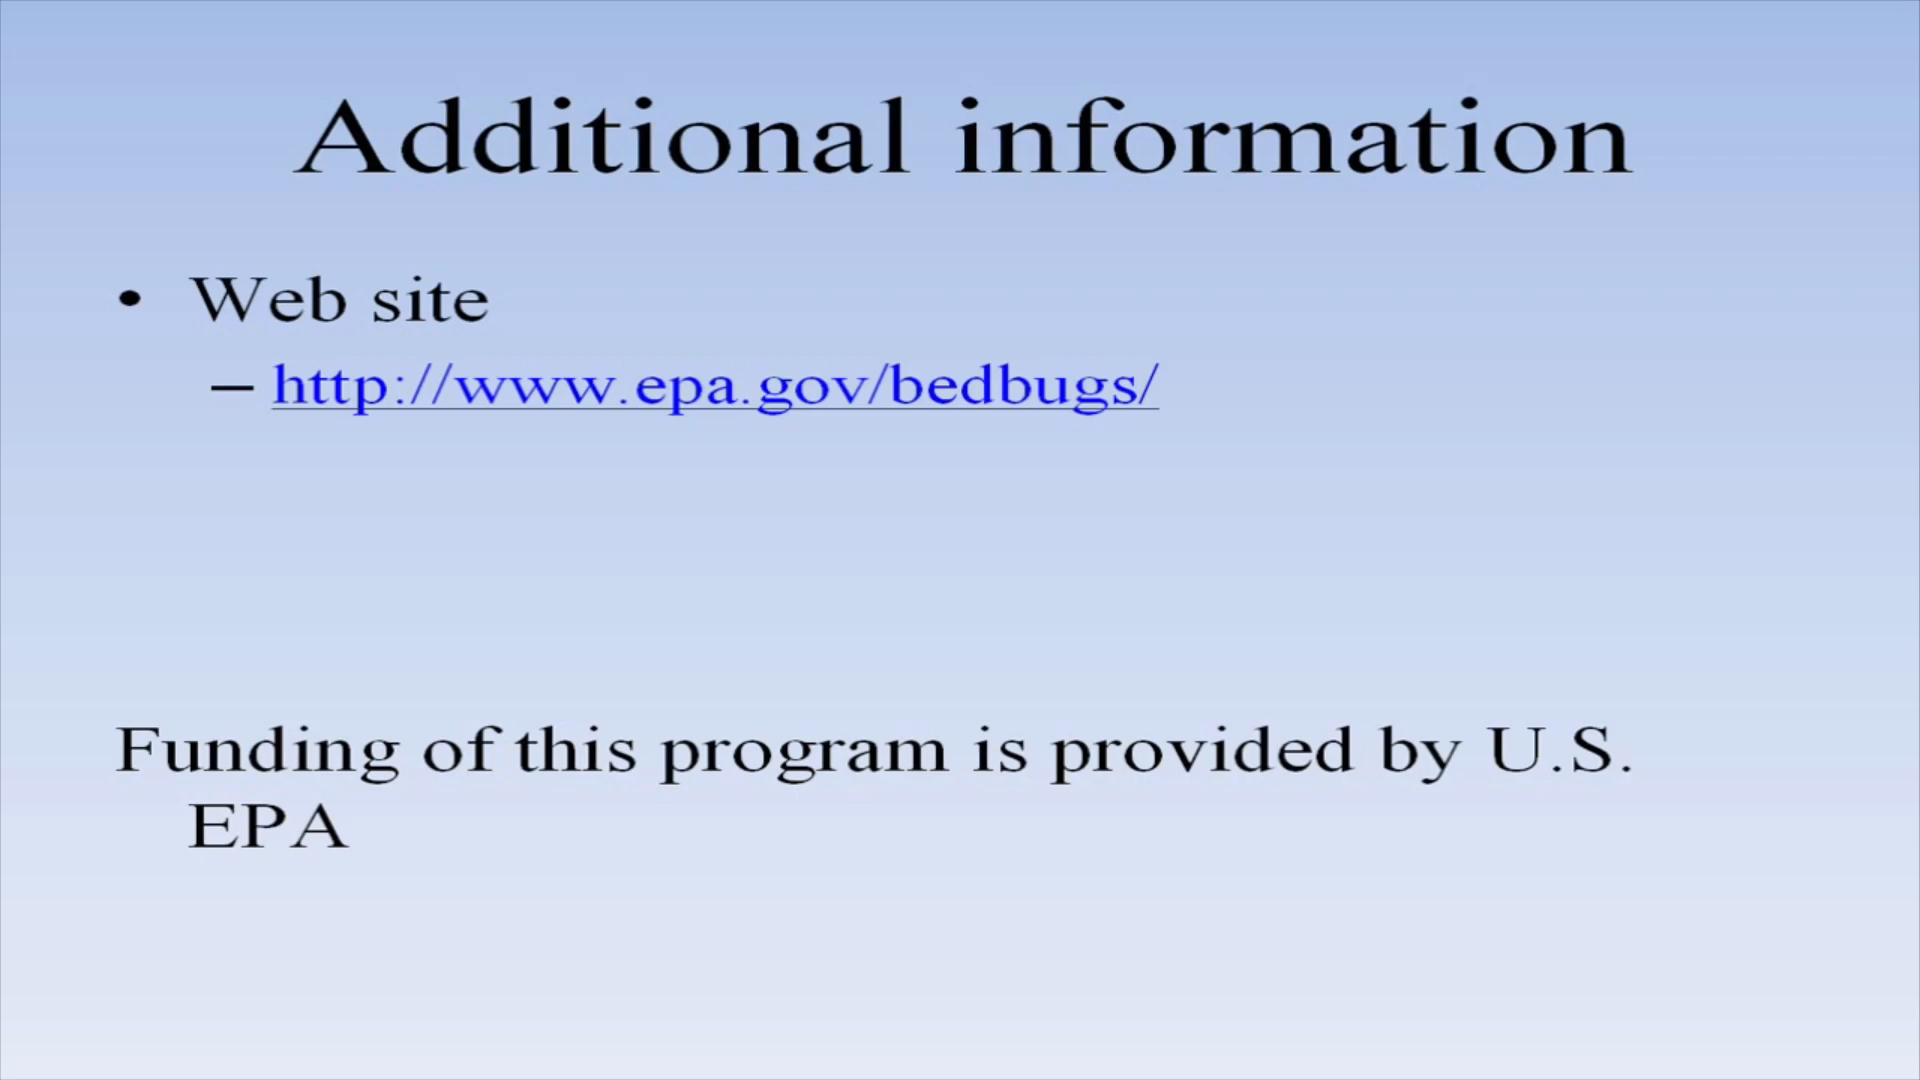 Additional information
• Web site
– http://www.epa.gov/bedbugs/
Funding of this program is provided by U.S.
EPA